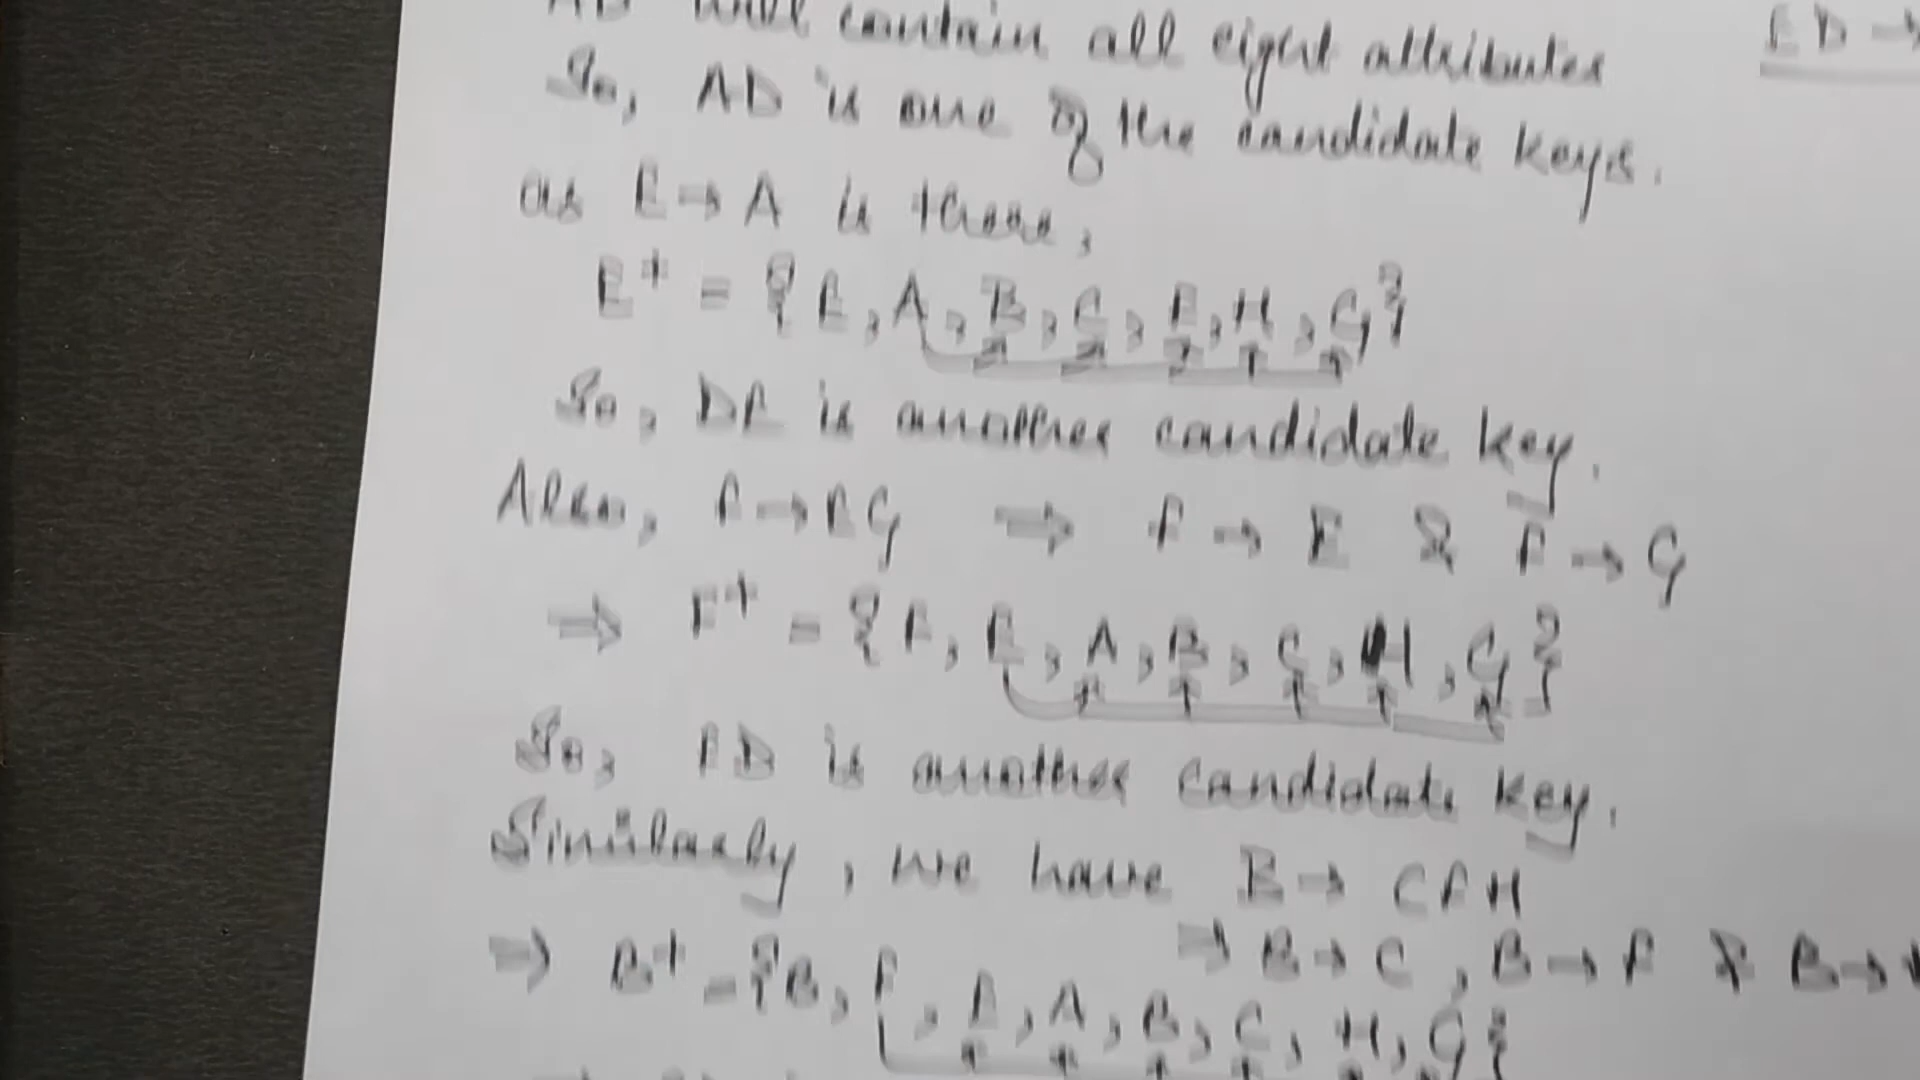 AD will contain all eight attributes
So, AD is one of the candidate keys.
as E → A is there,
E⁺ = {E, A, B, C, F, H, G}
So, DE is another candidate key.
Also, F → EG ⇒ F → E & F → G
⇒ F⁺ = {F, E, A, B, C, H, G}
So, FD is another candidate key.
Similarly, we have B → CFH
⇒ B → C, B → F & B →
⇒ B⁺ = {B, F, E, A, B, C, H, G}